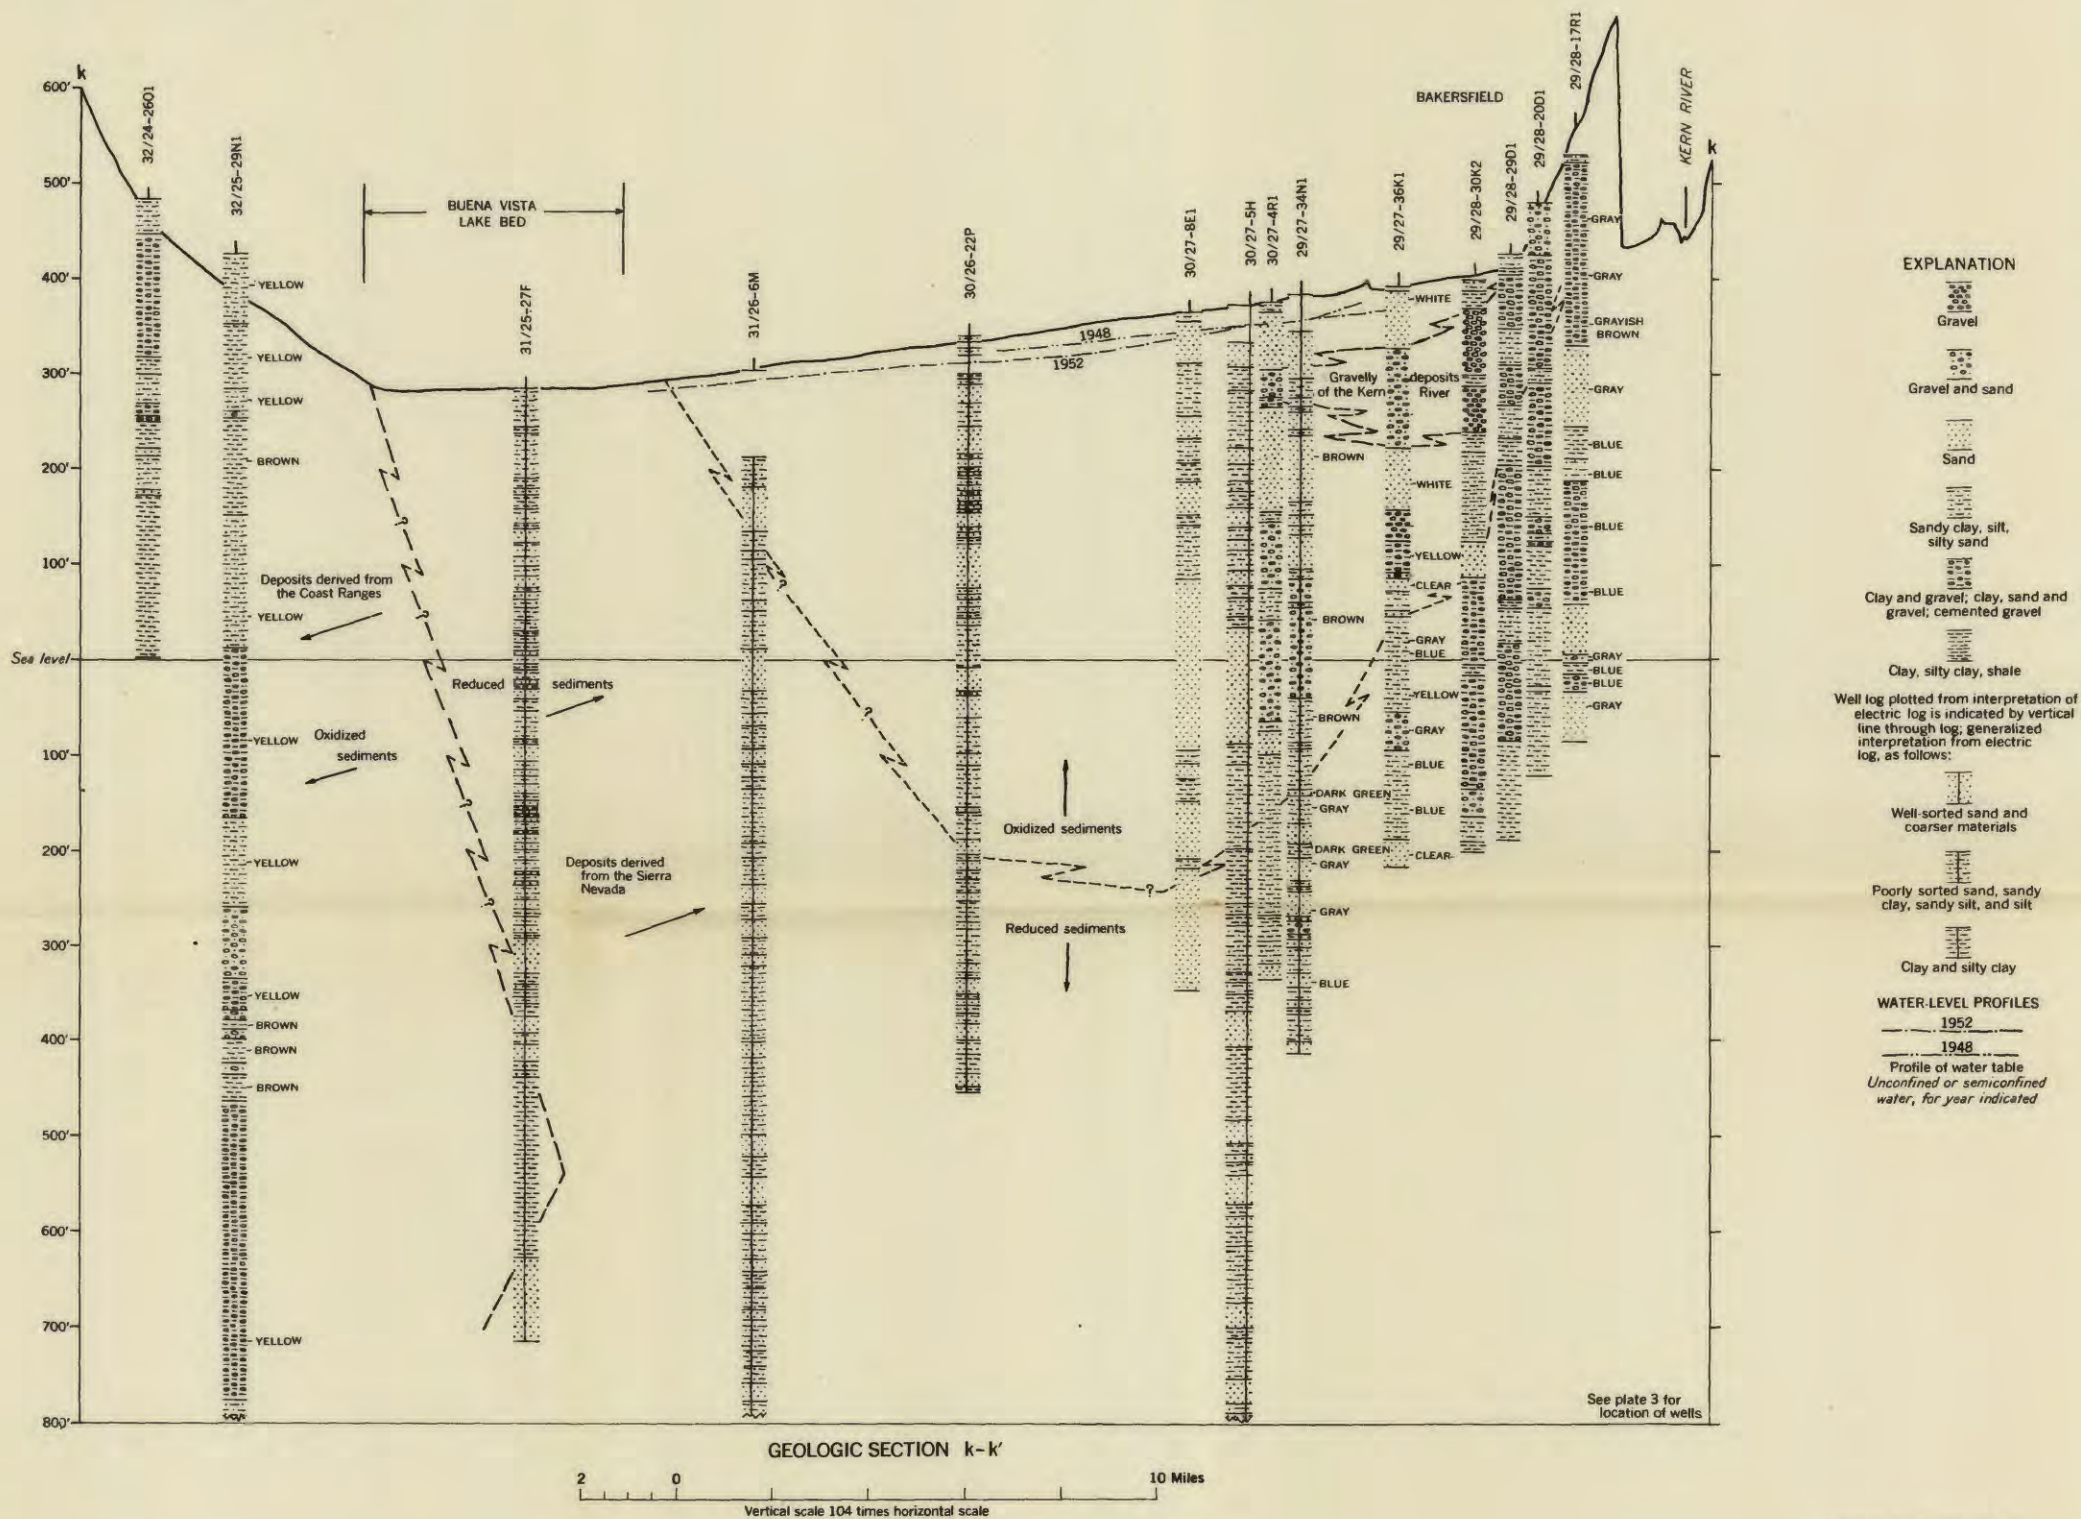 k
600'
500'
400'
300'
200'
100'
Sea level
100'
200'
300'
400'
500'
600'
700'
800'
32/24-26O1
32/25-29N1
YELLOW
YELLOW
YELLOW
BROWN
YELLOW
YELLOW
YELLOW
YELLOW
BROWN
BROWN
BROWN
YELLOW
BUENA VISTA
LAKE BED
31/25-27F
31/26-6M
30/26-22P
30/27-8E1
30/27-5H
30/27-4R1
29/27-34N1
29/27-36K1
BAKERSFIELD
29/28-30K2
29/28-29D1
29/28-20D1
29/28-17R1
KERN RIVER
k
1948
1952
Deposits derived from
the Coast Ranges
Oxidized
sediments
Reduced sediments
Deposits derived
from the Sierra
Nevada
?
?
?
?
?
?
?
Oxidized sediments
Reduced sediments
Gravelly deposits
of the Kern River
BROWN
BROWN
BROWN
DARK GREEN
GRAY
DARK GREEN
GRAY
GRAY
BLUE
WHITE
WHITE
YELLOW
CLEAR
GRAY
BLUE
YELLOW
GRAY
BLUE
BLUE
CLEAR
GRAY
GRAY
GRAYISH
BROWN
GRAY
BLUE
BLUE
BLUE
BLUE
GRAY
BLUE
BLUE
GRAY
See plate 3 for
location of wells
GEOLOGIC SECTION k-k'
2 0 10 Miles
Vertical scale 104 times horizontal scale
EXPLANATION
Gravel
Gravel and sand
Sand
Sandy clay, silt,
silty sand
Clay and gravel; clay, sand and
gravel; cemented gravel
Clay, silty clay, shale
Well log plotted from interpretation of
electric log is indicated by vertical
line through log; generalized
interpretation from electric
log, as follows:
Well-sorted sand and
coarser materials
Poorly sorted sand, sandy
clay, sandy silt, and silt
Clay and silty clay
WATER-LEVEL PROFILES
1952
1948
Profile of water table
Unconfined or semiconfined
water, for year indicated